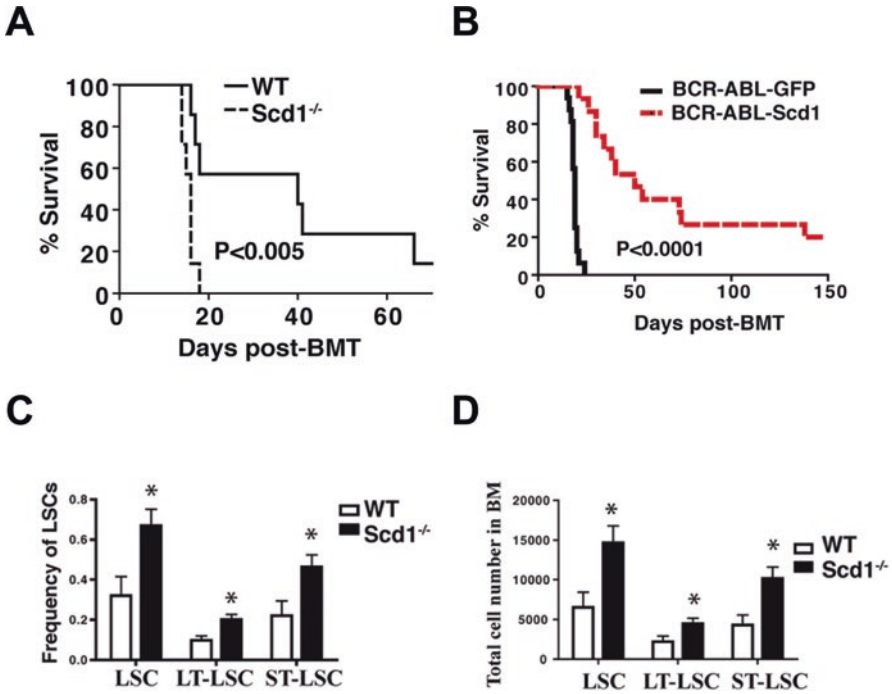 A
% Survival
100
80
60
40
20
0
WT
Scd1-/-
P<0.005
0 20 40 60
Days post-BMT
B
% Survival
100
80
60
40
20
0
BCR-ABL-GFP
BCR-ABL-Scd1
P<0.0001
0 50 100 150
Days post-BMT
C
Frequency of LSCs
0.8
0.6
0.4
0.2
0.0
* * *
WT
Scd1-/-
LSC LT-LSC ST-LSC
D
Total cell number in BM
20000
15000
10000
5000
0
* * *
WT
Scd1-/-
LSC LT-LSC ST-LSC